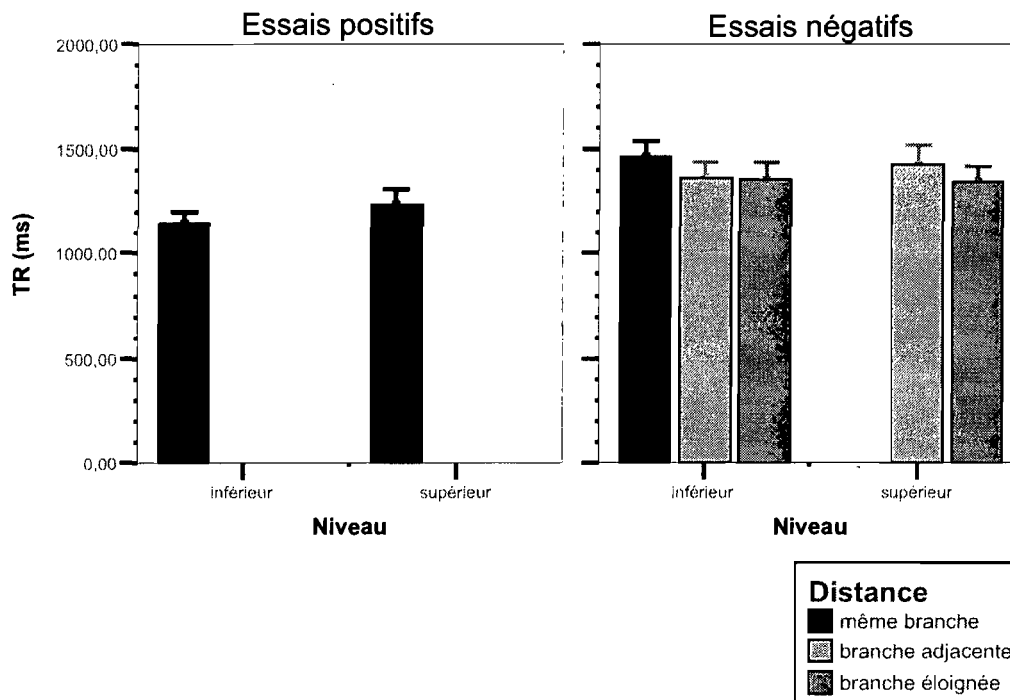 Essais positifs
Essais négatifs
TR (ms)
2000,00
1500,00
1000,00
500,00
0,00
inférieur
supérieur
Niveau
inférieur
supérieur
Niveau
Distance
même branche
branche adjacente
branche éloignée